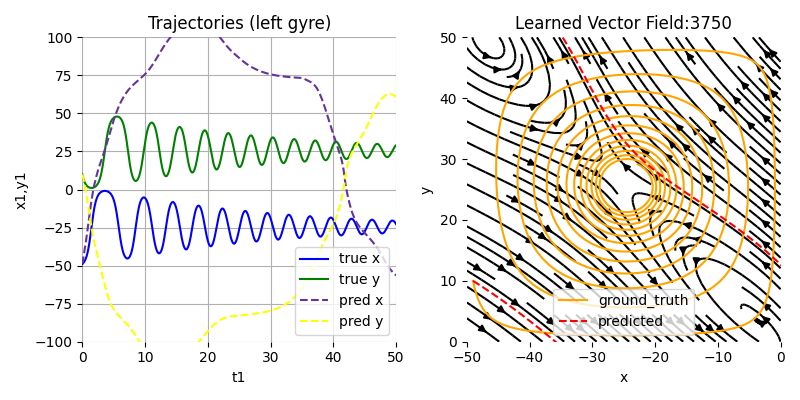 Trajectories (left gyre)
100
75
50
25
0
−25
−50
−75
−100
x1,y1
0 10 20 30 40 50
t1
true x
true y
pred x
pred y
Learned Vector Field:3750
50
40
30
20
10
0
y
−50 −40 −30 −20 −10 0
x
ground_truth
predicted